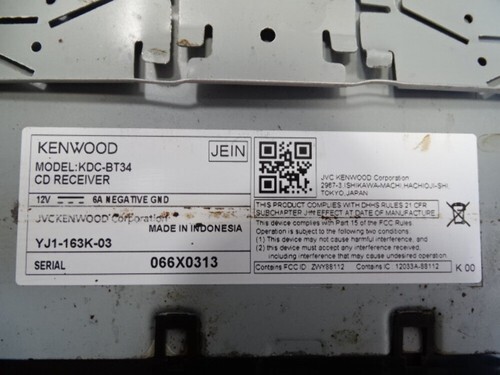 KENWOOD
JEIN
MODEL:KDC-BT34
CD RECEIVER
12V 6A NEGATIVE GND
JVCKENWOOD Corporation
MADE IN INDONESIA
YJ1-163K-03
SERIAL 066X0313
JVC KENWOOD Corporation
2967-3, ISHIKAWA-MACHI, HACHIOJI-SHI,
TOKYO, JAPAN
THIS PRODUCT COMPLIES WITH DHHS RULES 21 CFR
SUBCHAPTER J IN EFFECT AT DATE OF MANUFACTURE.
This device complies with Part 15 of the FCC Rules
Operation is subject to the following two conditions:
(1) this device may not cause harmful interference, and
(2) this device must accept any interference
received, including interference that may
cause undesired operation.
Contains FCC ID: ZWY88112
Contains IC: 12033A-88112
K 00